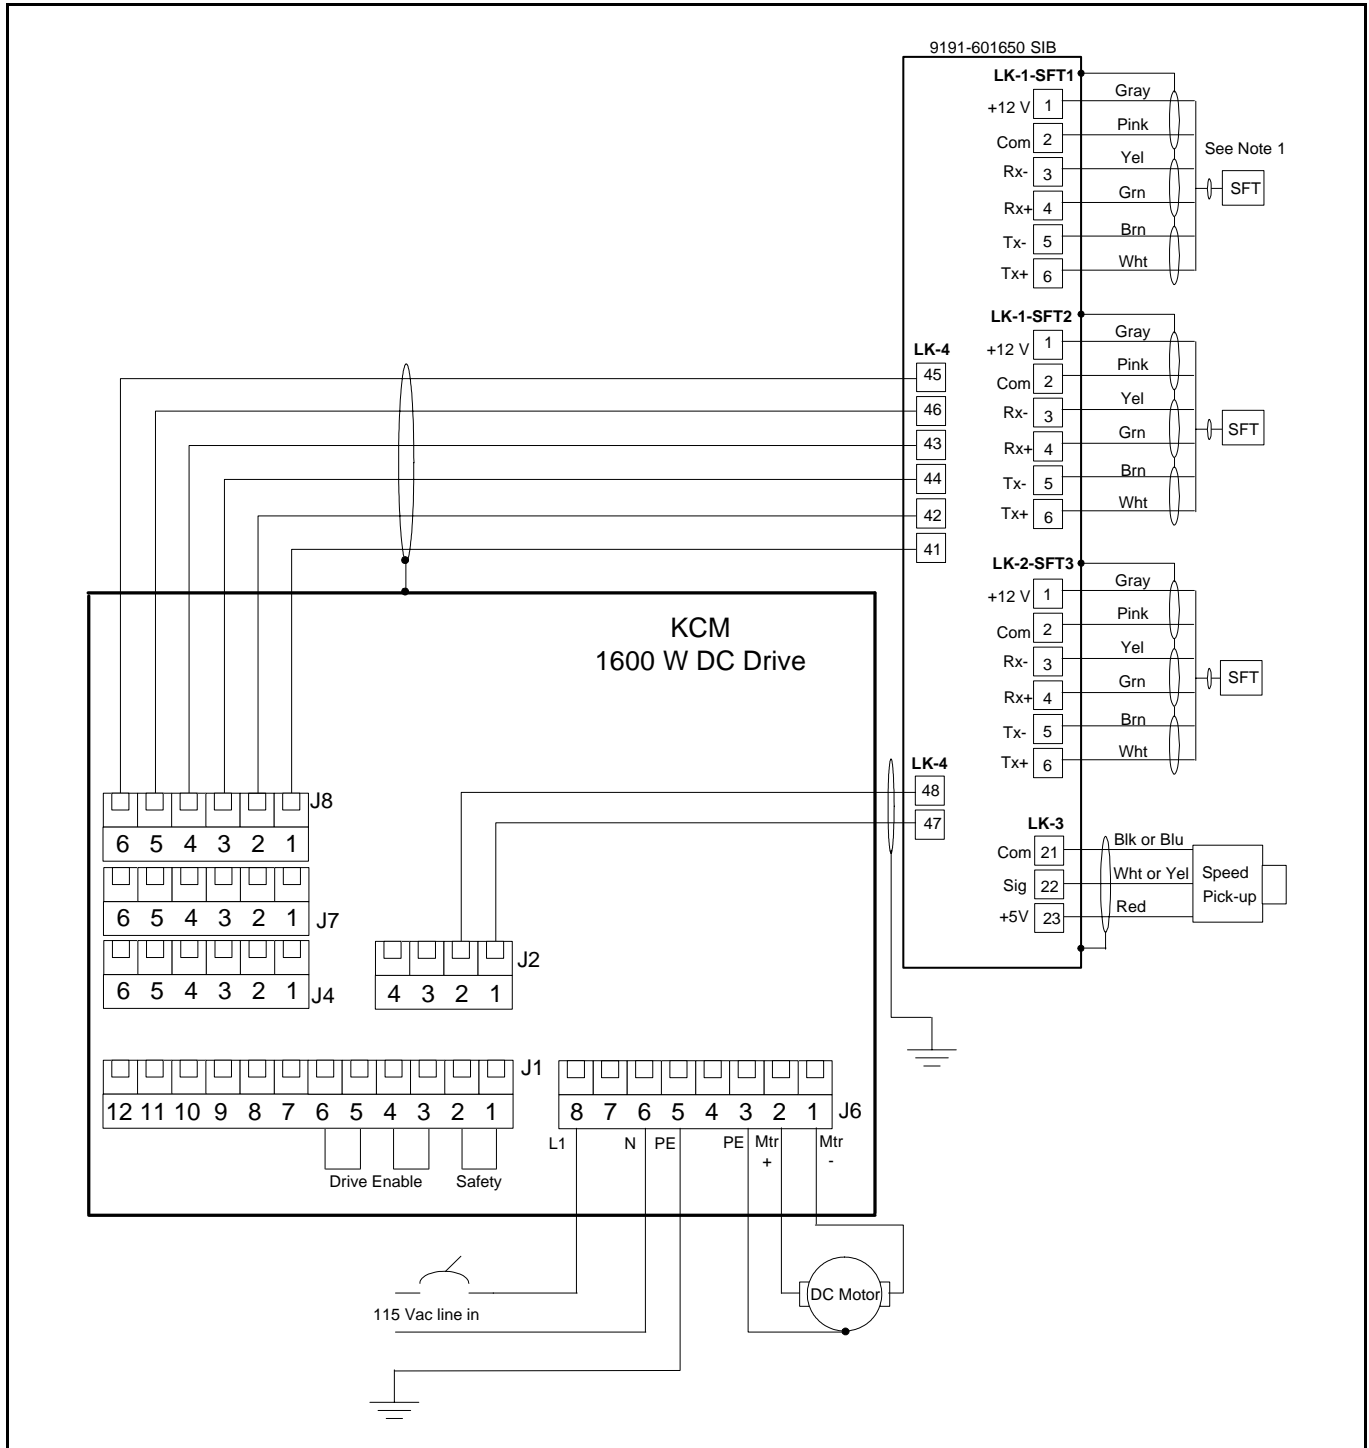 9191-601650 SIB
LK-1-SFT1
+12 V 1 Gray
Com 2 Pink
Rx- 3 Yel
Rx+ 4 Grn
Tx- 5 Brn
Tx+ 6 Wht
See Note 1
SFT
LK-1-SFT2
+12 V 1 Gray
Com 2 Pink
Rx- 3 Yel
Rx+ 4 Grn
Tx- 5 Brn
Tx+ 6 Wht
SFT
LK-4
45
46
43
44
42
41
LK-2-SFT3
+12 V 1 Gray
Com 2 Pink
Rx- 3 Yel
Rx+ 4 Grn
Tx- 5 Brn
Tx+ 6 Wht
SFT
KCM
1600 W DC Drive
LK-4
48
47
LK-3
Com 21 Blk or Blu
Sig 22 Wht or Yel
+5V 23 Red
Speed
Pick-up
J8
6 5 4 3 2 1
6 5 4 3 2 1 J7
6 5 4 3 2 1 J4
J2
4 3 2 1
J1
12 11 10 9 8 7 6 5 4 3 2 1
Drive Enable Safety
8 7 6 5 4 3 2 1 J6
L1 N PE PE Mtr Mtr
+ -
DC Motor
115 Vac line in